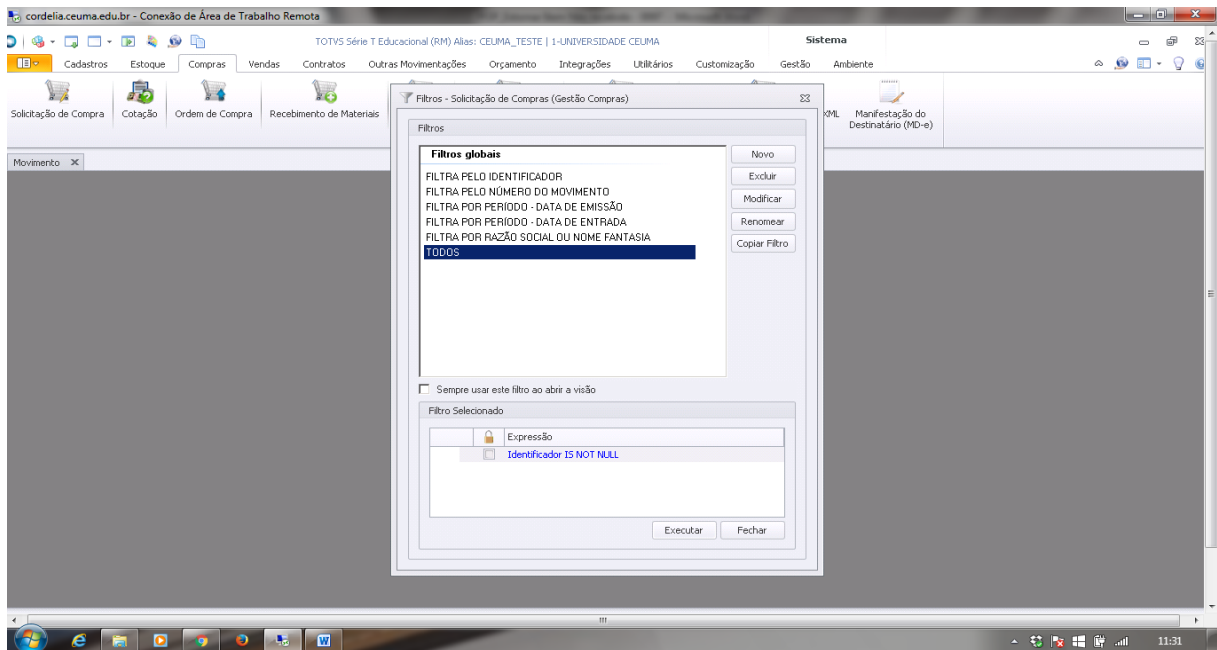 cordelia.ceuma.edu.br - Conexão de Área de Trabalho Remota
TOTVS Série T Educacional (RM) Alias: CEUMA_TESTE | 1-UNIVERSIDADE CEUMA
Sistema
Cadastros Estoque Compras Vendas Contratos Outras Movimentações Orçamento Integrações Utilitários Customização Gestão Ambiente
Solicitação de Compra Cotação Ordem de Compra Recebimento de Materiais
XML Manifestação do
Destinatário (MD-e)
Movimento
Filtros - Solicitação de Compras (Gestão Compras)
Filtros
Filtros globais
FILTRA PELO IDENTIFICADOR
FILTRA PELO NÚMERO DO MOVIMENTO
FILTRA POR PERÍODO - DATA DE EMISSÃO
FILTRA POR PERÍODO - DATA DE ENTRADA
FILTRA POR RAZÃO SOCIAL OU NOME FANTASIA
TODOS
Novo
Excluir
Modificar
Renomear
Copiar Filtro
Sempre usar este filtro ao abrir a visão
Filtro Selecionado
Expressão
Identificador IS NOT NULL
Executar Fechar
11:31